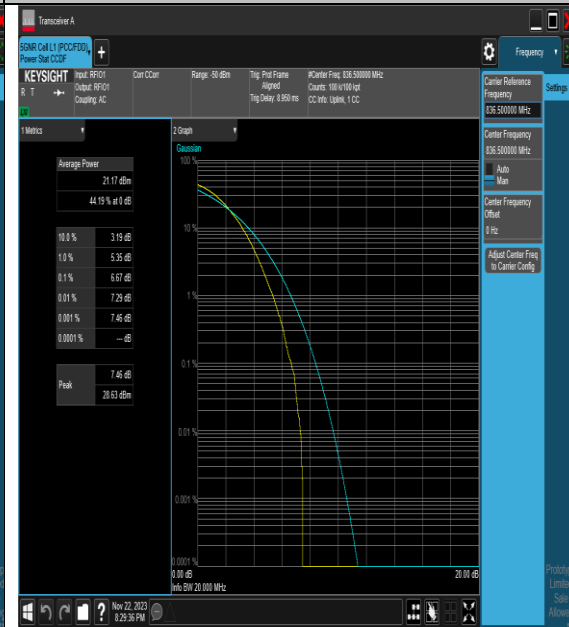 Transceiver A
5GNR Cell L1 (PCC/FDD)
Power Stat CCDF
+
Frequency
KEYSIGHT
R T
LW
Input: RFIO1
Output: RFIO1
Coupling: AC
Corr CCorr
Range: -50 dBm
Trig: Prot Frame
Aligned
Trig Delay: 8.950 ms
#Center Freq: 836.500000 MHz
Counts: 100 k/100 kpt
CC Info: Uplink, 1 CC
Carrier Reference
Frequency
836.500000 MHz
Settings
1 Metrics
2 Graph
Center Frequency
836.500000 MHz
Auto
Man
Center Frequency
Offset
0 Hz
Adjust Center Freq
to Carrier Config
Average Power
21.17 dBm
44.19 % at 0 dB
10.0 % 3.19 dB
1.0 % 5.35 dB
0.1 % 6.67 dB
0.01 % 7.29 dB
0.001 % 7.46 dB
0.0001 % --- dB
Peak
7.46 dB
28.63 dBm
Gaussian
100 %
10 %
1 %
0.1 %
0.01 %
0.001 %
0.0001 %
0.00 dB
20.00 dB
Info BW 20.000 MHz
?
Nov 22, 2023
8:29:36 PM